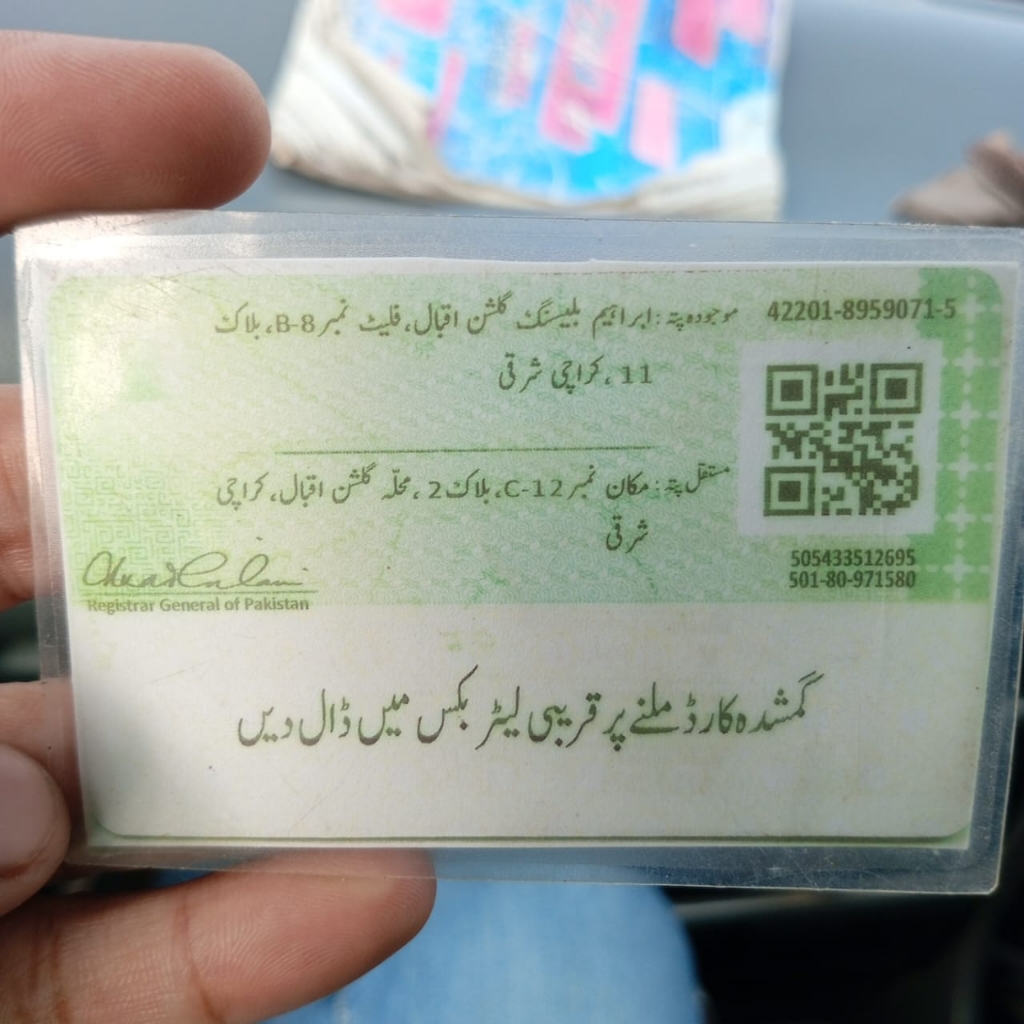 42201-8959071-5
موجودہ پتہ: ابراہیم بلیسنگ گلشن اقبال، فلیٹ نمبر B-8، بلاک
11 ، کراچی شرقی
مستقل پتہ: مکان نمبر C-12، بلاک 2 ، محلّہ گلشن اقبال، کراچی
شرقی
505433512695
501-80-971580
Registrar General of Pakistan
گمشدہ کارڈ ملنے پر قریبی لیٹر بکس میں ڈال دیں